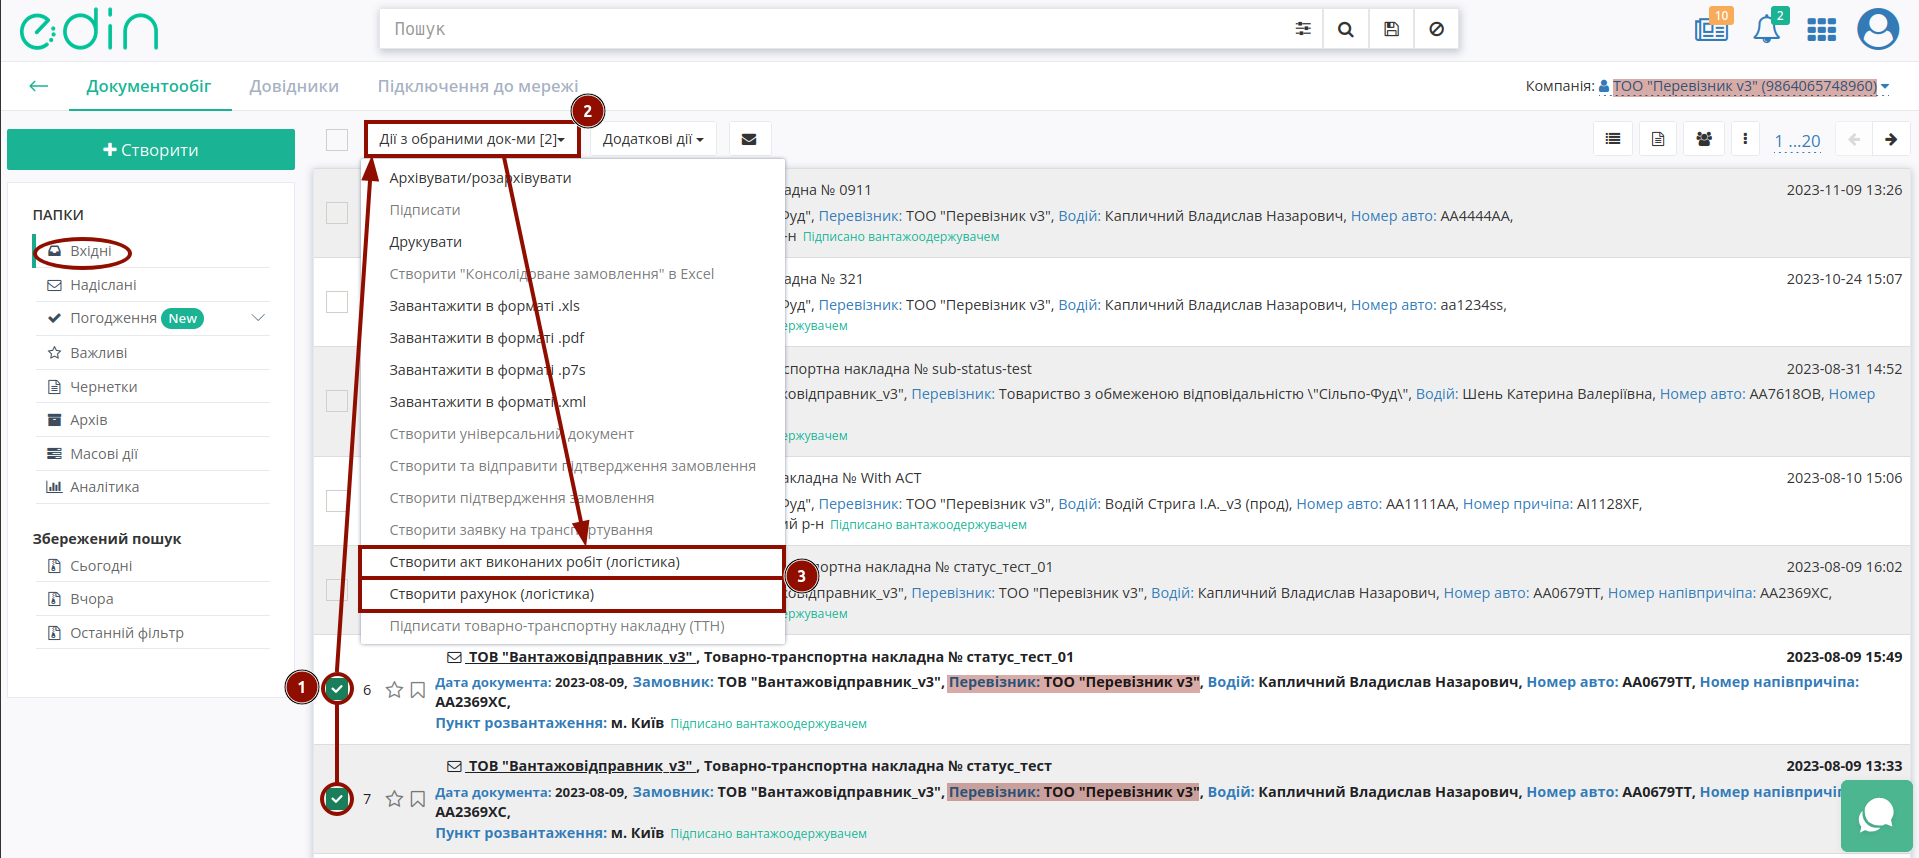 edin
Пошук
10
2
Документообіг
Довідники
Підключення до мережі
Компанія: ТОО "Перевізник v3" (9864065748960)
2
Створити
Дії з обраними док-ми [2]
Додаткові дії
1 ...20
ПАПКИ
Вхідні
Надіслані
Погодження New
Важливі
Чернетки
Архів
Масові дії
Аналітика
Збережений пошук
Сьогодні
Вчора
Останній фільтр
Архівувати/розархівувати
Підписати
Друкувати
Створити "Консолідоване замовлення" в Excel
Завантажити в форматі .xls
Завантажити в форматі .pdf
Завантажити в форматі .p7s
Завантажити в форматі .xml
Створити універсальний документ
Створити та відправити підтвердження замовлення
Створити підтвердження замовлення
Створити заявку на транспортування
Створити акт виконаних робіт (логістика)
Створити рахунок (логістика)
Підписати товарно-транспортну накладну (ТТН)
3
адна № 0911 2023-11-09 13:26
Фуд", Перевізник: ТОО "Перевізник v3", Водій: Капличний Владислав Назарович, Номер авто: AA4444AA,
-н Підписано вантажоодержувачем
адна № 321 2023-10-24 15:07
Фуд", Перевізник: ТОО "Перевізник v3", Водій: Капличний Владислав Назарович, Номер авто: aa1234ss,
держувачем
спортна накладна № sub-status-test 2023-08-31 14:52
ковідправник_v3", Перевізник: Товариство з обмеженою відповідальністю \"Сільпо-Фуд\", Водій: Шень Катерина Валеріївна, Номер авто: АА7618ОВ, Номер
держувачем
акладна № With ACT 2023-08-10 15:06
Фуд", Перевізник: ТОО "Перевізник v3", Водій: Водій Стрига І.А._v3 (прод), Номер авто: AA1111AA, Номер причіпа: AI1128XF,
ий р-н Підписано вантажоодержувачем
ортна накладна № статус_тест_01 2023-08-09 16:02
ковідправник_v3", Перевізник: ТОО "Перевізник v3", Водій: Капличний Владислав Назарович, Номер авто: АА0679ТТ, Номер напівпричіпа: АА2369ХС,
держувачем
ТОВ "Вантажовідправник_v3" , Товарно-транспортна накладна № статус_тест_01 2023-08-09 15:49
1
6
Дата документа: 2023-08-09, Замовник: ТОВ "Вантажовідправник_v3", Перевізник: ТОО "Перевізник v3", Водій: Капличний Владислав Назарович, Номер авто: АА0679ТТ, Номер напівпричіпа:
АА2369ХС,
Пункт розвантаження: м. Київ Підписано вантажоодержувачем
ТОВ "Вантажовідправник_v3" , Товарно-транспортна накладна № статус_тест 2023-08-09 13:33
7
Дата документа: 2023-08-09, Замовник: ТОВ "Вантажовідправник_v3", Перевізник: ТОО "Перевізник v3", Водій: Капличний Владислав Назарович, Номер авто: АА0679ТТ, Номер напівпричіп
АА2369ХС,
Пункт розвантаження: м. Київ Підписано вантажоодержувачем